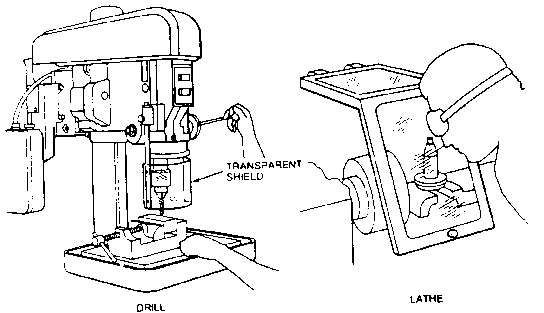 TRANSPARENT
SHIELD
DRILL
LATHE